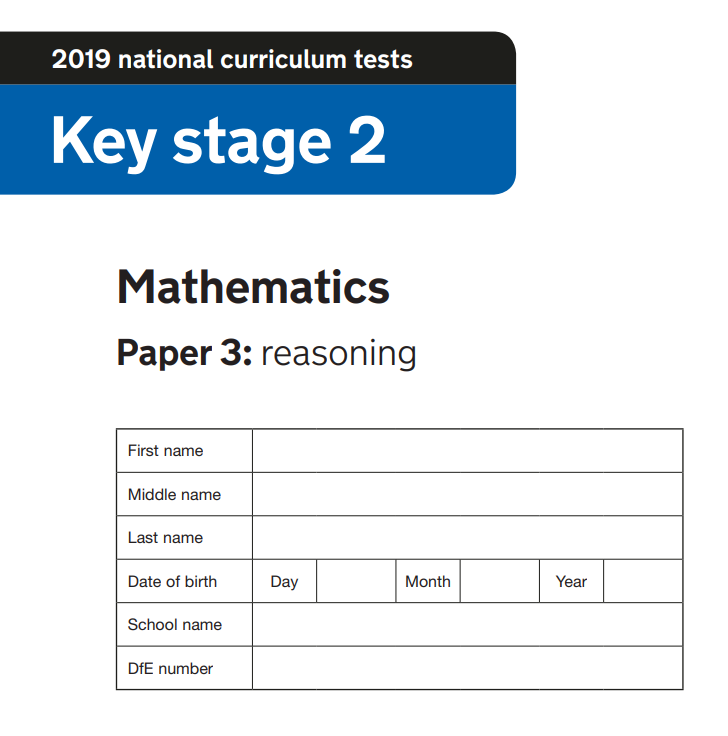 2019 national curriculum tests
Key stage 2
Mathematics
Paper 3: reasoning
First name
Middle name
Last name
Date of birth Day Month Year
School name
DfE number